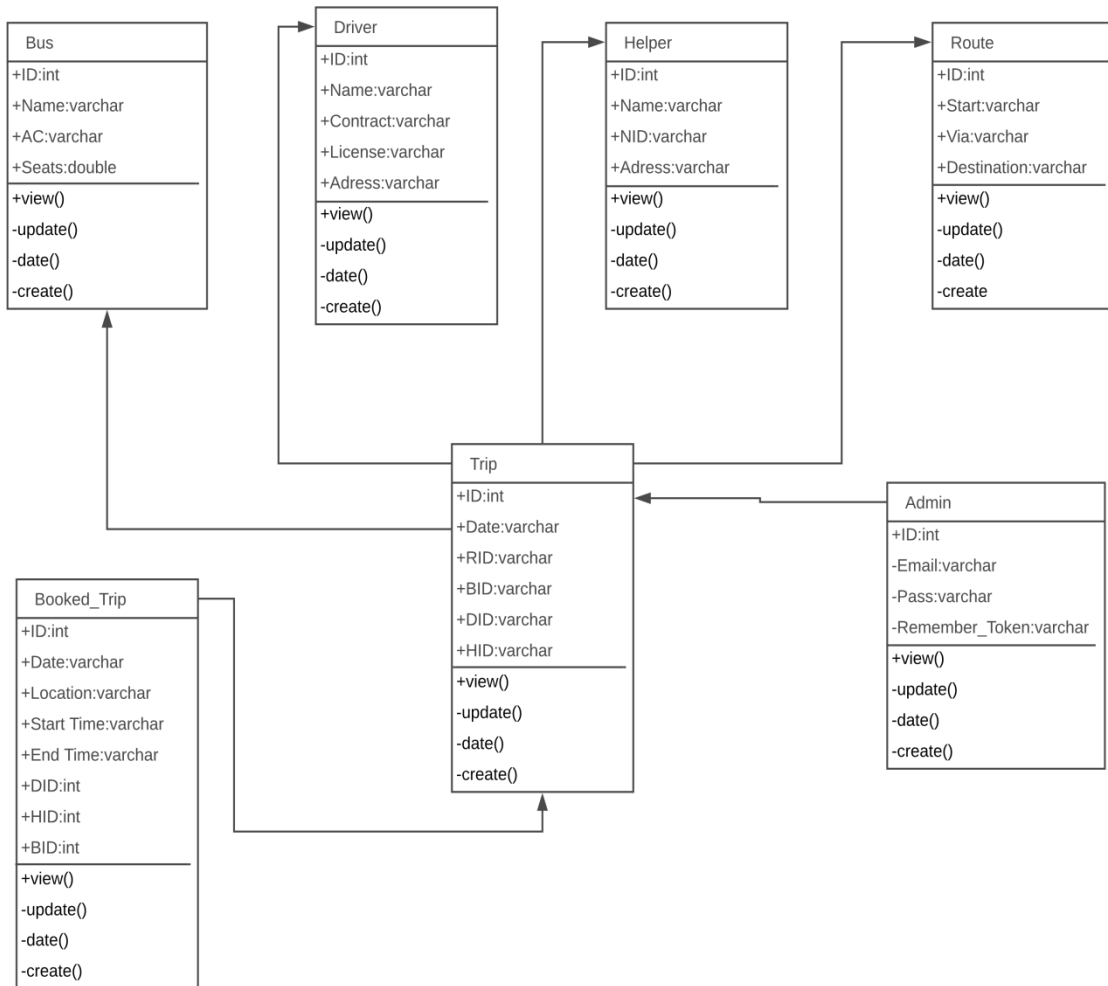 Bus
+ID:int
+Name:varchar
+AC:varchar
+Seats:double
+view()
-update()
-date()
-create()
Driver
+ID:int
+Name:varchar
+Contract:varchar
+License:varchar
+Adress:varchar
+view()
-update()
-date()
-create()
Helper
+ID:int
+Name:varchar
+NID:varchar
+Adress:varchar
+view()
-update()
-date()
-create()
Route
+ID:int
+Start:varchar
+Via:varchar
+Destination:varchar
+view()
-update()
-date()
-create
Trip
+ID:int
+Date:varchar
+RID:varchar
+BID:varchar
+DID:varchar
+HID:varchar
+view()
-update()
-date()
-create()
Admin
+ID:int
-Email:varchar
-Pass:varchar
-Remember_Token:varchar
+view()
-update()
-date()
-create()
Booked_Trip
+ID:int
+Date:varchar
+Location:varchar
+Start Time:varchar
+End Time:varchar
+DID:int
+HID:int
+BID:int
+view()
-update()
-date()
-create()